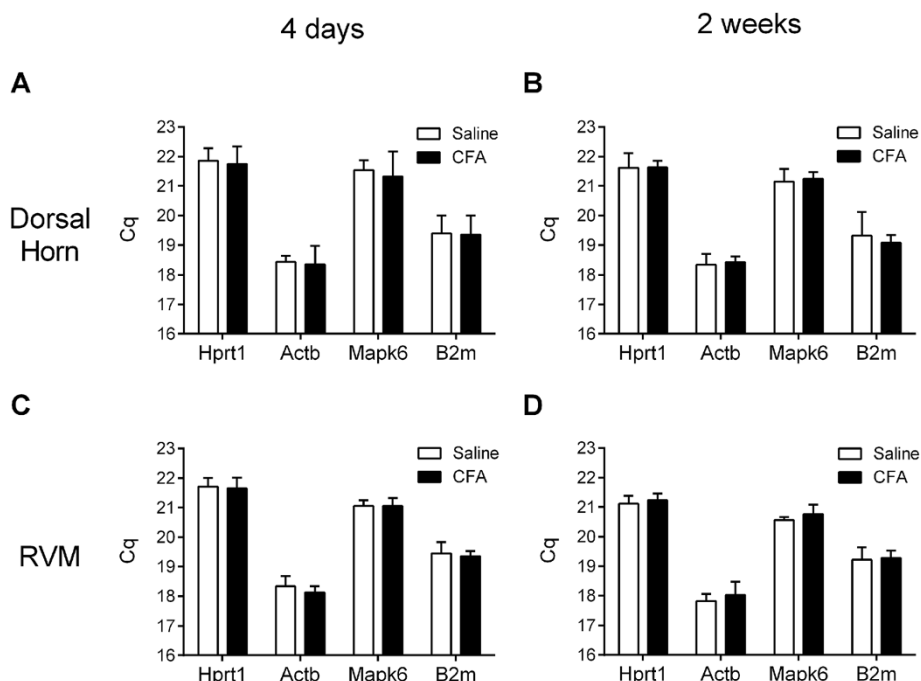 4 days
2 weeks
A
B
Dorsal
Horn
Cq
23
22
21
20
19
18
17
16
Saline
CFA
Hprt1 Actb Mapk6 B2m
Cq
23
22
21
20
19
18
17
16
Saline
CFA
Hprt1 Actb Mapk6 B2m
C
D
RVM
Cq
23
22
21
20
19
18
17
16
Saline
CFA
Hprt1 Actb Mapk6 B2m
Cq
23
22
21
20
19
18
17
16
Saline
CFA
Hprt1 Actb Mapk6 B2m